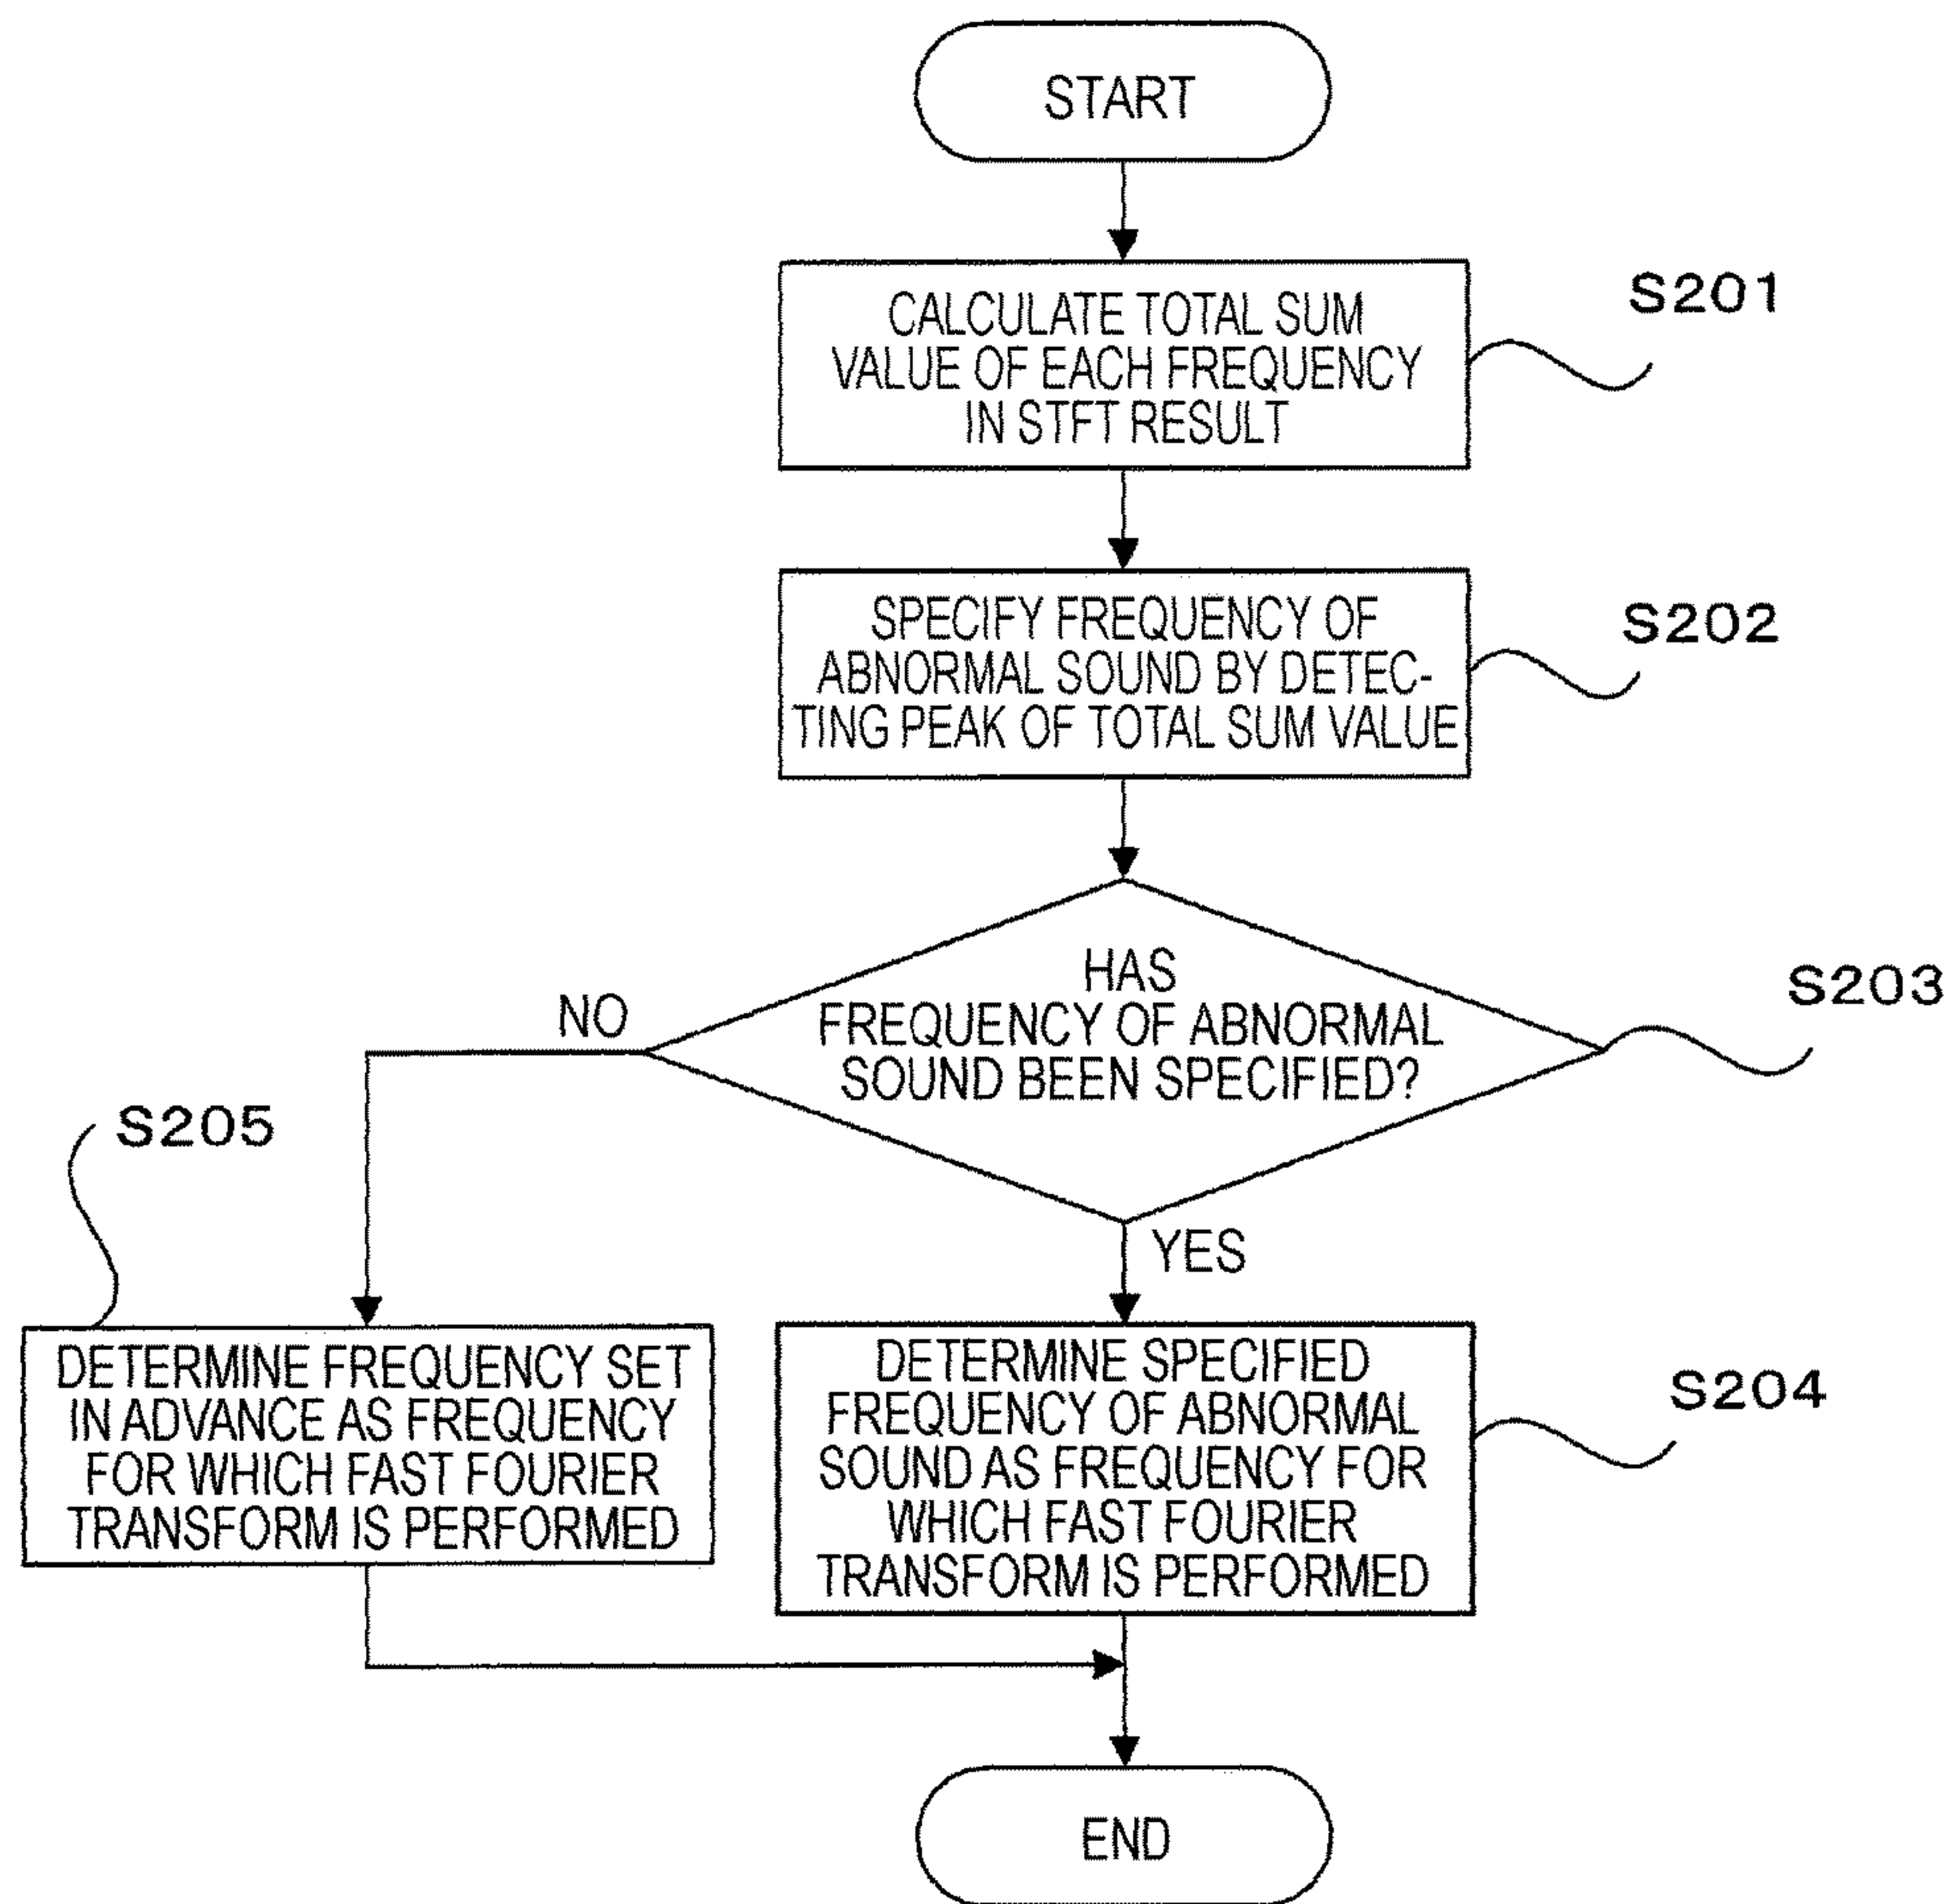 START
CALCULATE TOTAL SUM
VALUE OF EACH FREQUENCY
IN STFT RESULT
S201
SPECIFY FREQUENCY OF
ABNORMAL SOUND BY DETEC-
TING PEAK OF TOTAL SUM VALUE
S202
HAS
FREQUENCY OF ABNORMAL
SOUND BEEN SPECIFIED?
S203
NO
YES
S205
DETERMINE FREQUENCY SET
IN ADVANCE AS FREQUENCY
FOR WHICH FAST FOURIER
TRANSFORM IS PERFORMED
DETERMINE SPECIFIED
FREQUENCY OF ABNORMAL
SOUND AS FREQUENCY FOR
WHICH FAST FOURIER
TRANSFORM IS PERFORMED
S204
END